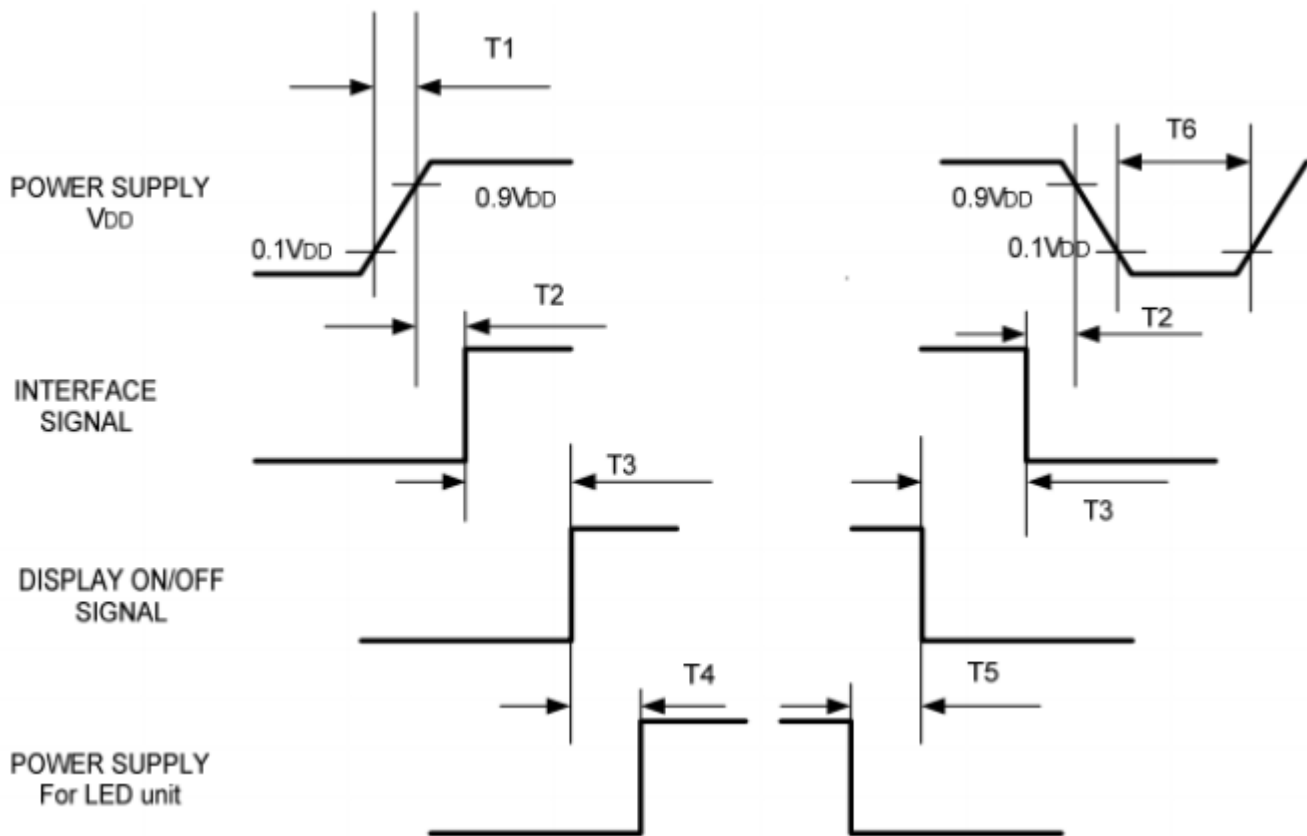 T1
T6
POWER SUPPLY
VDD
0.9VDD
0.9VDD
0.1VDD
0.1VDD
T2
T2
INTERFACE
SIGNAL
T3
T3
DISPLAY ON/OFF
SIGNAL
T4
T5
POWER SUPPLY
For LED unit